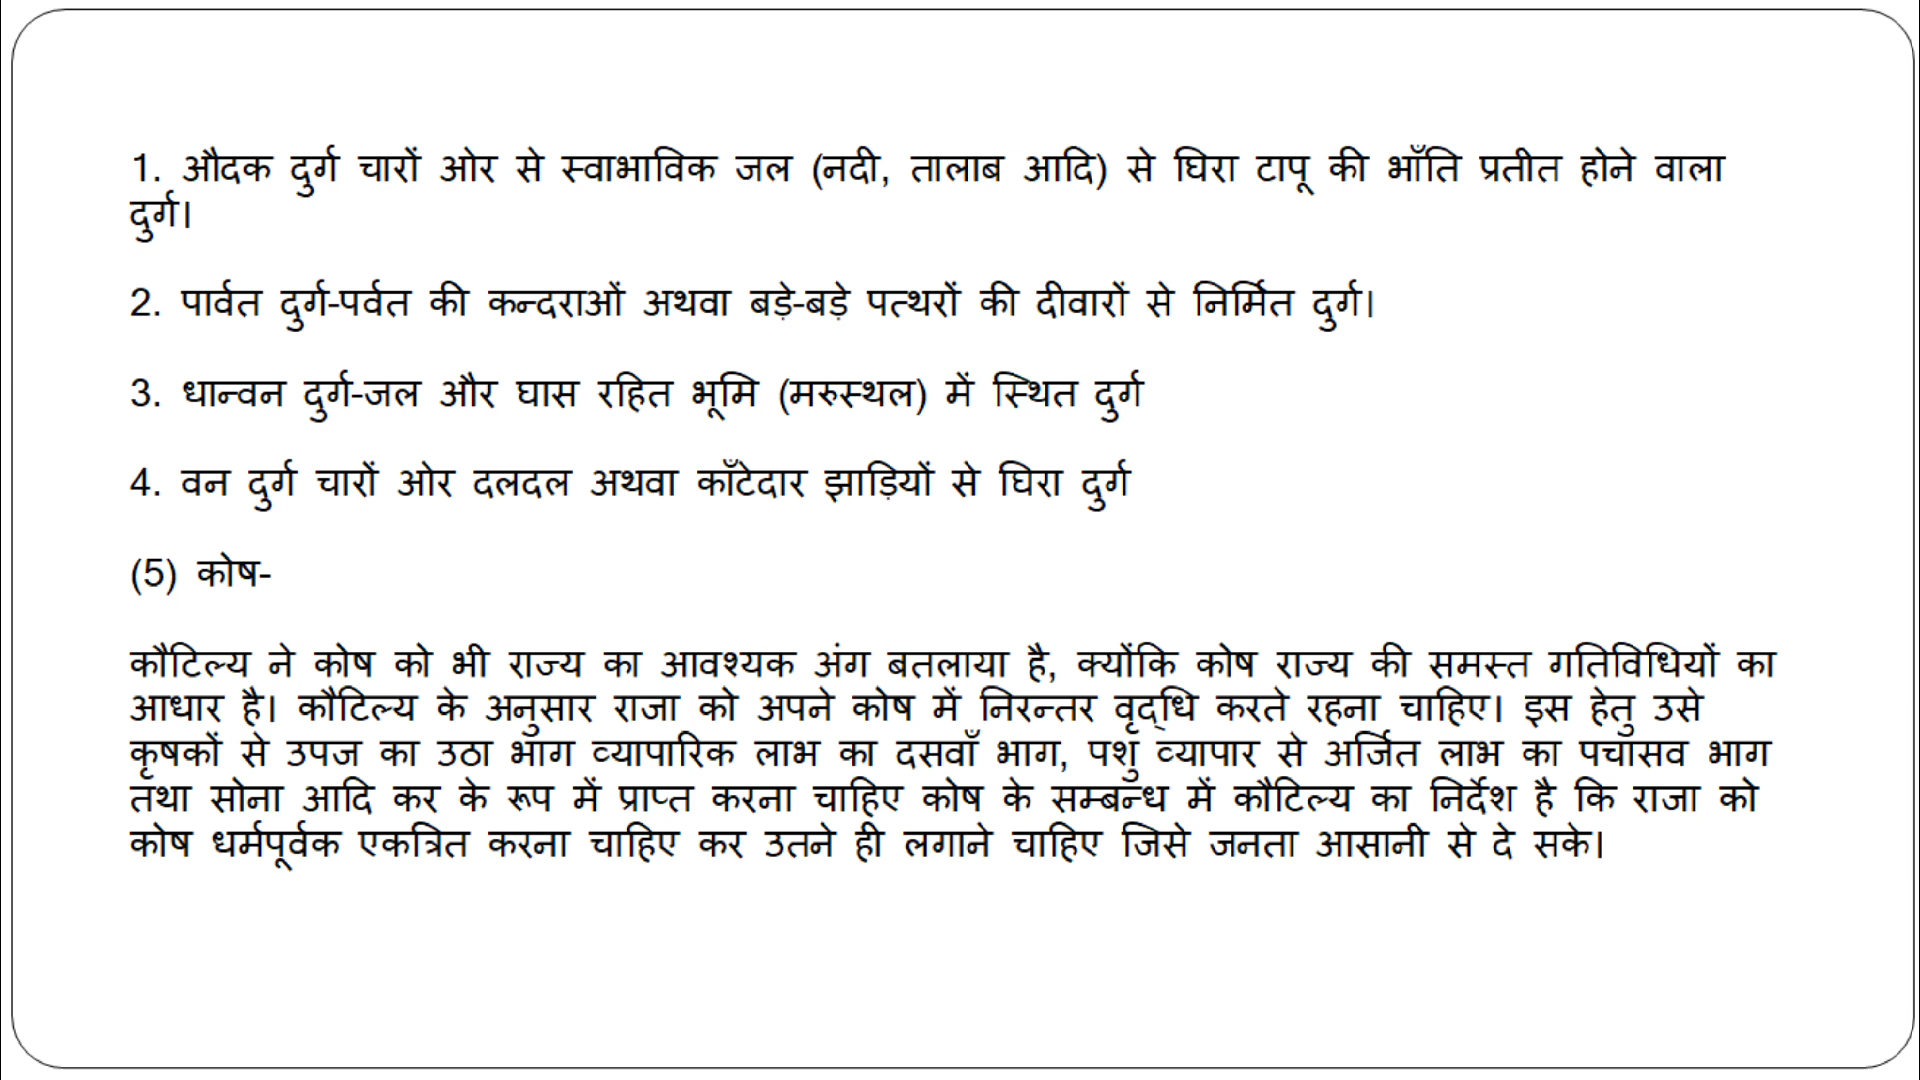 1. औदक दुर्ग चारों ओर से स्वाभाविक जल (नदी, तालाब आदि) से घिरा टापू की भाँति प्रतीत होने वाला
दुर्ग।
2. पार्वत दुर्ग-पर्वत की कन्दराओं अथवा बड़े-बड़े पत्थरों की दीवारों से निर्मित दुर्ग।
3. धान्वन दुर्ग-जल और घास रहित भूमि (मरुस्थल) में स्थित दुर्ग
4. वन दुर्ग चारों ओर दलदल अथवा काँटेदार झाड़ियों से घिरा दुर्ग
(5) कोष-
कौटिल्य ने कोष को भी राज्य का आवश्यक अंग बतलाया है, क्योंकि कोष राज्य की समस्त गतिविधियों का
आधार है। कौटिल्य के अनुसार राजा को अपने कोष में निरन्तर वृद्धि करते रहना चाहिए। इस हेतु उसे
कृषकों से उपज का उठा भाग व्यापारिक लाभ का दसवाँ भाग, पशु व्यापार से अर्जित लाभ का पचासव भाग
तथा सोना आदि कर के रूप में प्राप्त करना चाहिए कोष के सम्बन्ध में कौटिल्य का निर्देश है कि राजा को
कोष धर्मपूर्वक एकत्रित करना चाहिए कर उतने ही लगाने चाहिए जिसे जनता आसानी से दे सके।